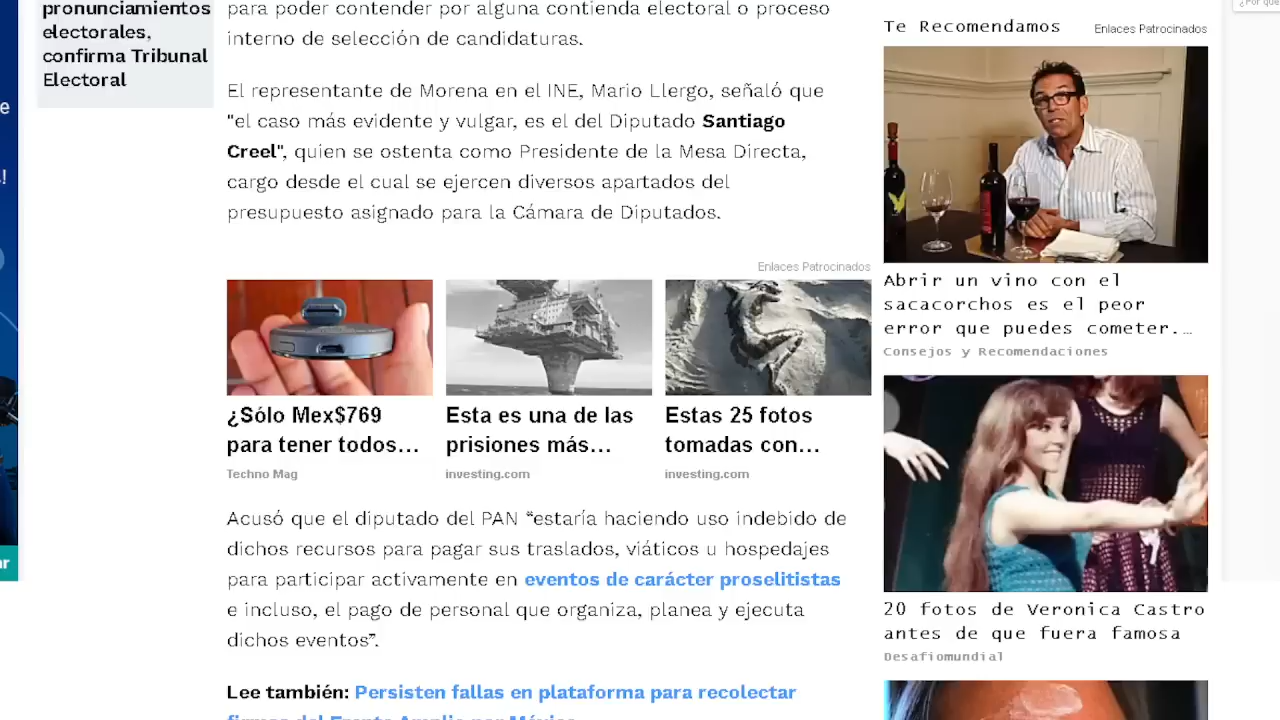 pronunciamientos
electorales,
confirma Tribunal
Electoral
para poder contender por alguna contienda electoral o proceso
interno de selección de candidaturas.
El representante de Morena en el INE, Mario Llergo, señaló que
"el caso más evidente y vulgar, es el del Diputado Santiago
Creel", quien se ostenta como Presidente de la Mesa Directa,
cargo desde el cual se ejercen diversos apartados del
presupuesto asignado para la Cámara de Diputados.
Enlaces Patrocinados
¿Sólo Mex$769
para tener todos...
Techno Mag
Esta es una de las
prisiones más...
investing.com
Estas 25 fotos
tomadas con...
investing.com
Acusó que el diputado del PAN “estaría haciendo uso indebido de
dichos recursos para pagar sus traslados, viáticos u hospedajes
para participar activamente en eventos de carácter proselitistas
e incluso, el pago de personal que organiza, planea y ejecuta
dichos eventos”.
Lee también: Persisten fallas en plataforma para recolectar
firmas del Frente Amplio por México
Te Recomendamos
Enlaces Patrocinados
Abrir un vino con el
sacacorchos es el peor
error que puedes cometer.…
Consejos y Recomendaciones
20 fotos de Veronica Castro
antes de que fuera famosa
Desafiomundial
¿Por qué